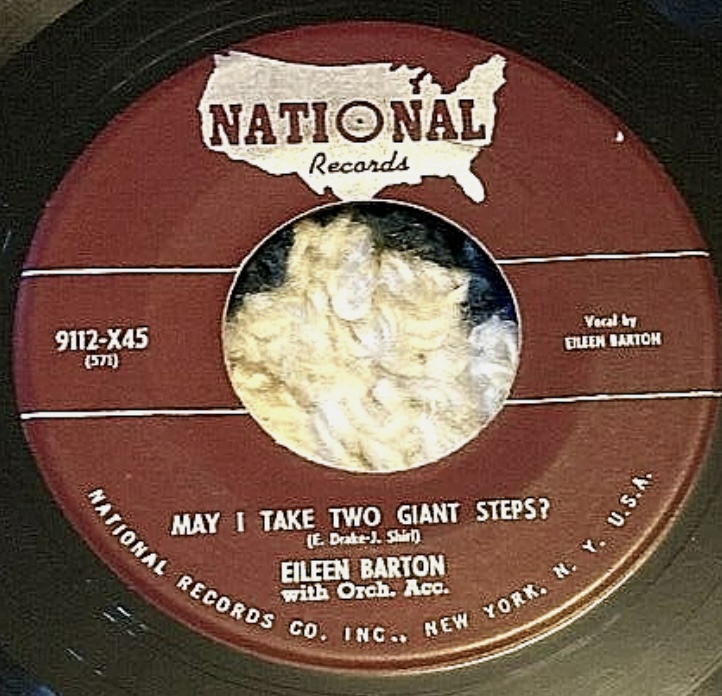 NATIONAL
Records
9112-X45
(571)
Vocal by
EILEEN BARTON
MAY I TAKE TWO GIANT STEPS?
(E. Drake-J. Shirl)
EILEEN BARTON
with Orch. Acc.
NATIONAL RECORDS CO. INC., NEW YORK, N. Y. U.S.A.